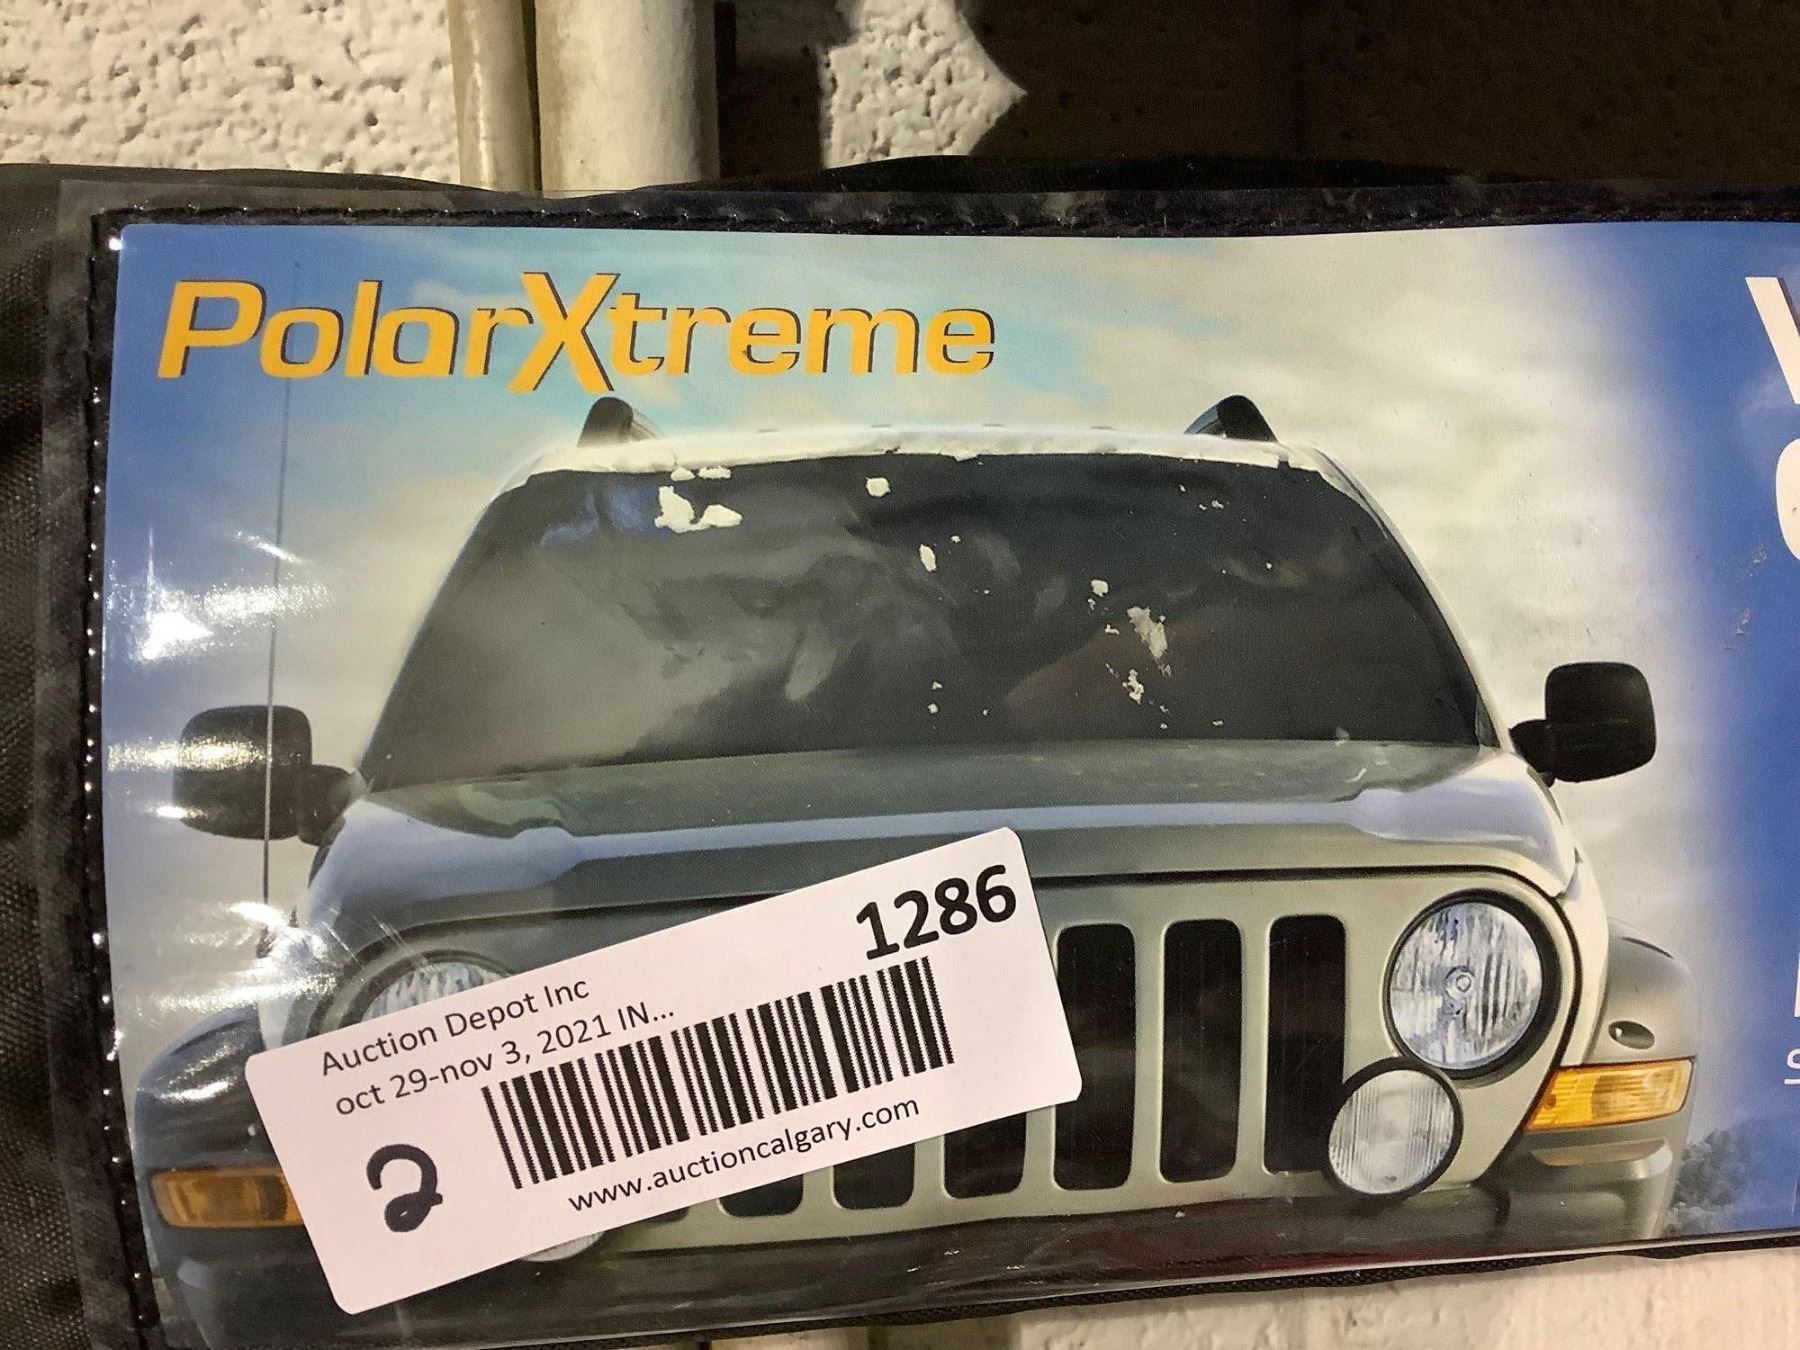 PolarXtreme
1286
Auction Depot Inc
oct 29-nov 3, 2021 IN...
2
www.auctioncalgary.com